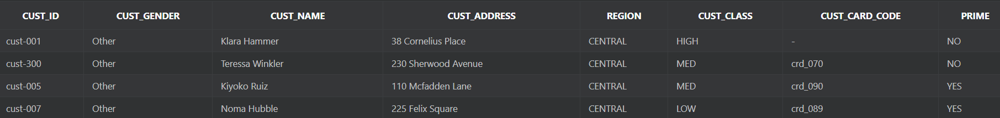 CUST_ID CUST_GENDER CUST_NAME CUST_ADDRESS REGION CUST_CLASS CUST_CARD_CODE PRIME
cust-001 Other Klara Hammer 38 Cornelius Place CENTRAL HIGH - NO
cust-300 Other Teressa Winkler 230 Sherwood Avenue CENTRAL MED crd_070 NO
cust-005 Other Kiyoko Ruiz 110 Mcfadden Lane CENTRAL MED crd_090 YES
cust-007 Other Noma Hubble 225 Felix Square CENTRAL LOW crd_089 YES